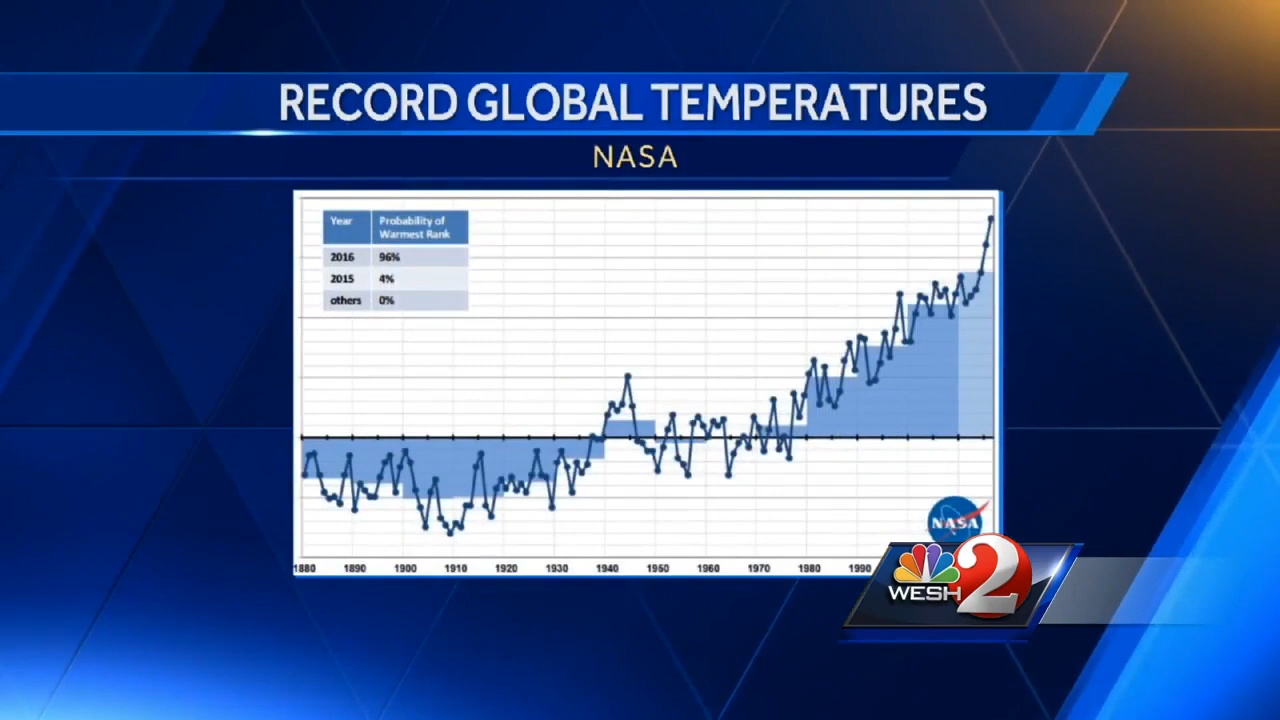 RECORD GLOBAL TEMPERATURES
NASA
Year Probability of
Warmest Rank
2016 96%
2015 4%
others 0%
NASA
1880 1890 1900 1910 1920 1930 1940 1950 1960 1970 1980 1990
WESH 2